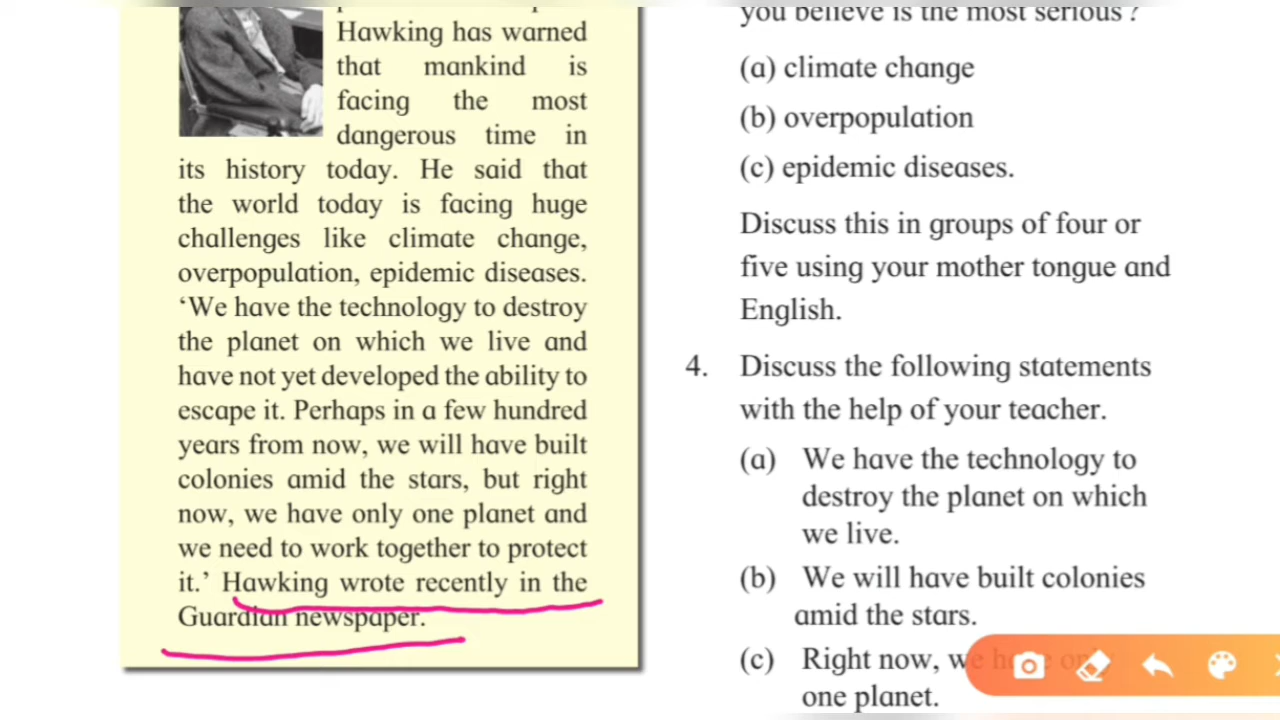 Hawking has warned
that mankind is
facing the most
dangerous time in
its history today. He said that
the world today is facing huge
challenges like climate change,
overpopulation, epidemic diseases.
‘We have the technology to destroy
the planet on which we live and
have not yet developed the ability to
escape it. Perhaps in a few hundred
years from now, we will have built
colonies amid the stars, but right
now, we have only one planet and
we need to work together to protect
it.’ Hawking wrote recently in the
Guardian newspaper.
you believe is the most serious?
(a) climate change
(b) overpopulation
(c) epidemic diseases.
Discuss this in groups of four or
five using your mother tongue and
English.
4. Discuss the following statements
with the help of your teacher.
(a) We have the technology to
destroy the planet on which
we live.
(b) We will have built colonies
amid the stars.
(c) Right now, we have only
one planet.